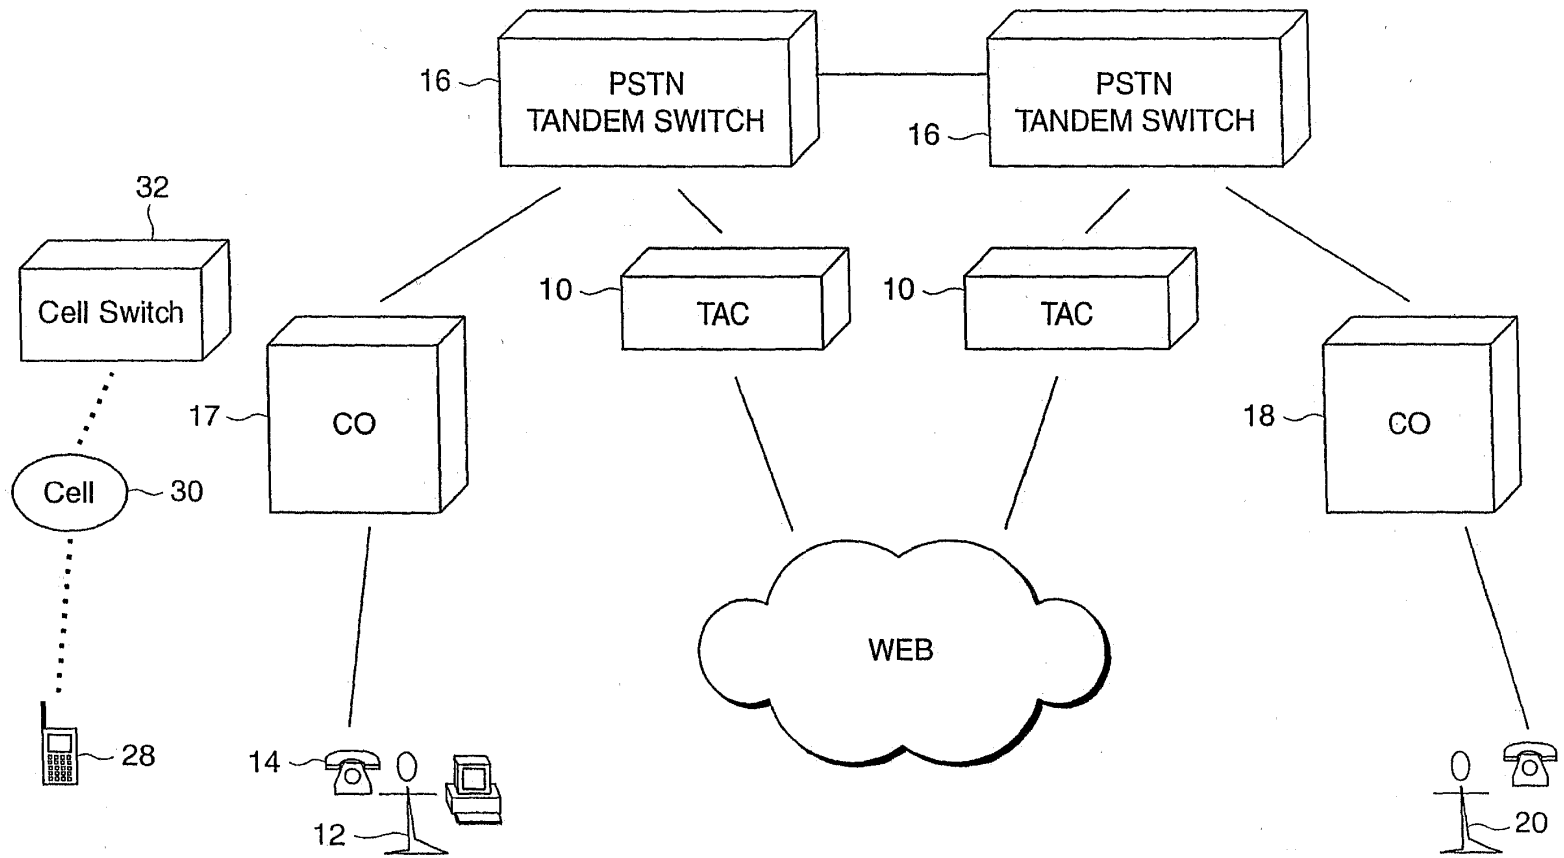 16
PSTN
TANDEM SWITCH
16
PSTN
TANDEM SWITCH
32
Cell Switch
10
TAC
10
TAC
17
CO
18
CO
Cell
30
WEB
28
14
12
20